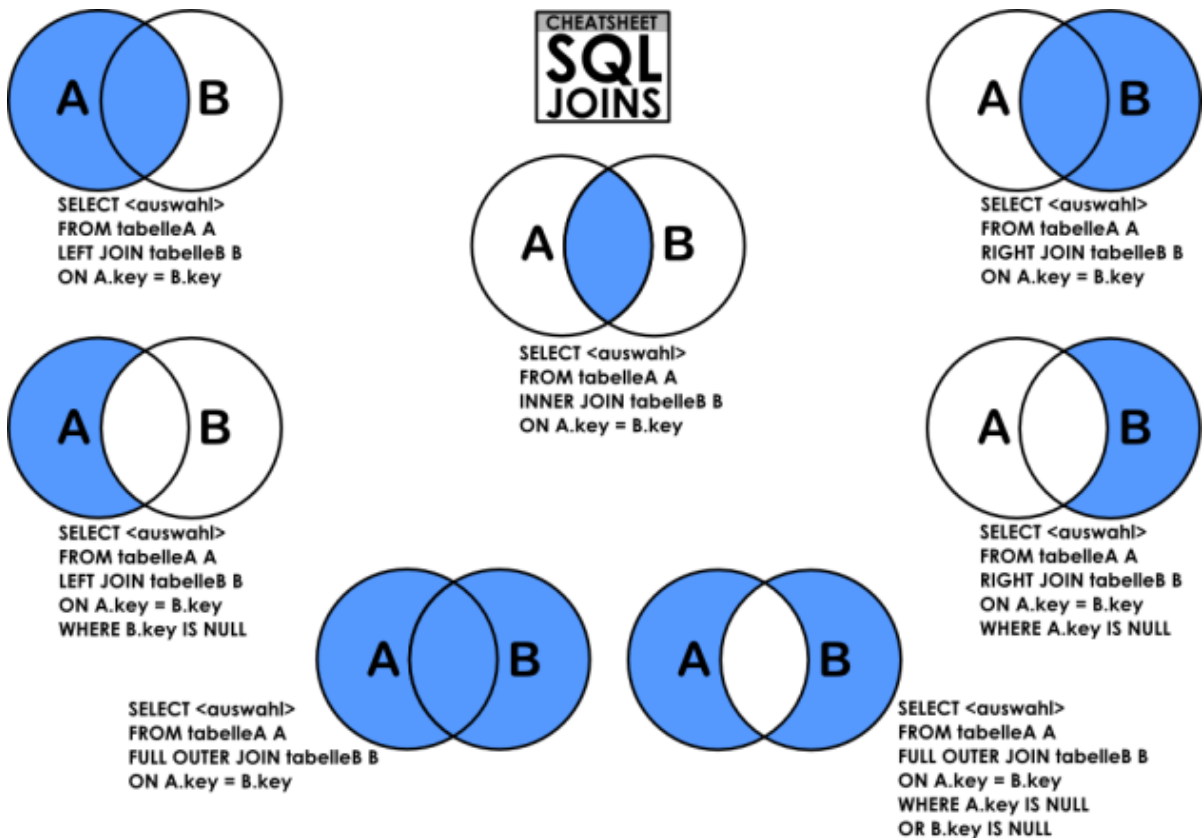 CHEATSHEET
SQL
JOINS
A B
SELECT <auswahl>
FROM tabelleA A
LEFT JOIN tabelleB B
ON A.key = B.key
A B
SELECT <auswahl>
FROM tabelleA A
INNER JOIN tabelleB B
ON A.key = B.key
A B
SELECT <auswahl>
FROM tabelleA A
RIGHT JOIN tabelleB B
ON A.key = B.key
A B
SELECT <auswahl>
FROM tabelleA A
LEFT JOIN tabelleB B
ON A.key = B.key
WHERE B.key IS NULL
A B
SELECT <auswahl>
FROM tabelleA A
RIGHT JOIN tabelleB B
ON A.key = B.key
WHERE A.key IS NULL
A B
SELECT <auswahl>
FROM tabelleA A
FULL OUTER JOIN tabelleB B
ON A.key = B.key
A B
SELECT <auswahl>
FROM tabelleA A
FULL OUTER JOIN tabelleB B
ON A.key = B.key
WHERE A.key IS NULL
OR B.key IS NULL